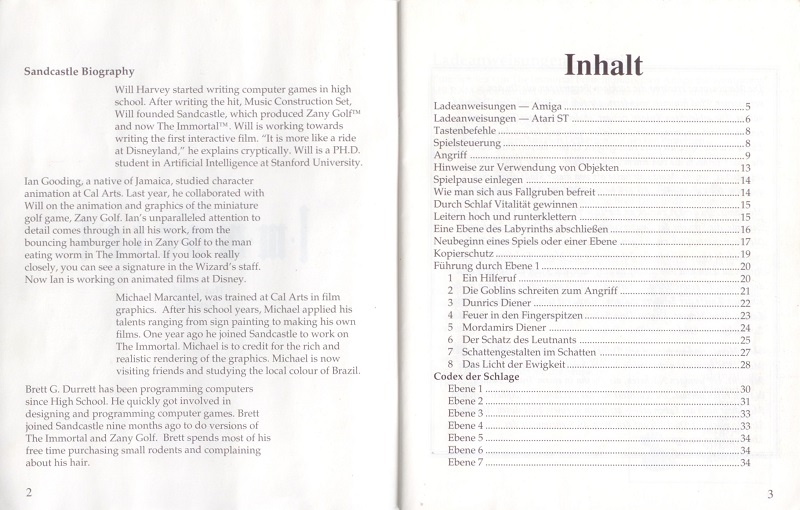 Sandcastle Biography
Will Harvey started writing computer games in high
school. After writing the hit, Music Construction Set,
Will founded Sandcastle, which produced Zany Golf™
and now The Immortal™. Will is working towards
writing the first interactive film. “It is more like a ride
at Disneyland,” he explains cryptically. Will is a PH.D.
student in Artificial Intelligence at Stanford University.
Ian Gooding, a native of Jamaica, studied character
animation at Cal Arts. Last year, he collaborated with
Will on the animation and graphics of the miniature
golf game, Zany Golf. Ian's unparalleled attention to
detail comes through in all his work, from the
bouncing hamburger hole in Zany Golf to the man
eating worm in The Immortal. If you look really
closely, you can see a signature in the Wizard's staff.
Now Ian is working on animated films at Disney.
Michael Marcantel, was trained at Cal Arts in film
graphics. After his school years, Michael applied his
talents ranging from sign painting to making his own
films. One year ago he joined Sandcastle to work on
The Immortal. Michael is to credit for the rich and
realistic rendering of the graphics. Michael is now
visiting friends and studying the local colour of Brazil.
Brett G. Durrett has been programming computers
since High School. He quickly got involved in
designing and programming computer games. Brett
joined Sandcastle nine months ago to do versions of
The Immortal and Zany Golf. Brett spends most of his
free time purchasing small rodents and complaining
about his hair.
2
Inhalt
Ladeanweisungen — Amiga 5
Ladeanweisungen — Atari ST 6
Tastenbefehle 8
Spielsteuerung 8
Angriff 9
Hinweise zur Verwendung von Objekten 13
Spielpause einlegen 14
Wie man sich aus Fallgruben befreit 14
Durch Schlaf Vitalität gewinnen 15
Leitern hoch und runterklettern 15
Eine Ebene des Labyrinths abschließen 16
Neubeginn eines Spiels oder einer Ebene 17
Kopierschutz 19
Führung durch Ebene 1 20
1 Ein Hilferuf 20
2 Die Goblins schreiten zum Angriff 21
3 Dunrics Diener 22
4 Feuer in den Fingerspitzen 23
5 Mordamirs Diener 24
6 Der Schatz des Leutnants 25
7 Schattengestalten im Schatten 27
8 Das Licht der Ewigkeit 28
Codex der Schlage
Ebene 1 30
Ebene 2 31
Ebene 3 33
Ebene 4 33
Ebene 5 34
Ebene 6 34
Ebene 7 34
3